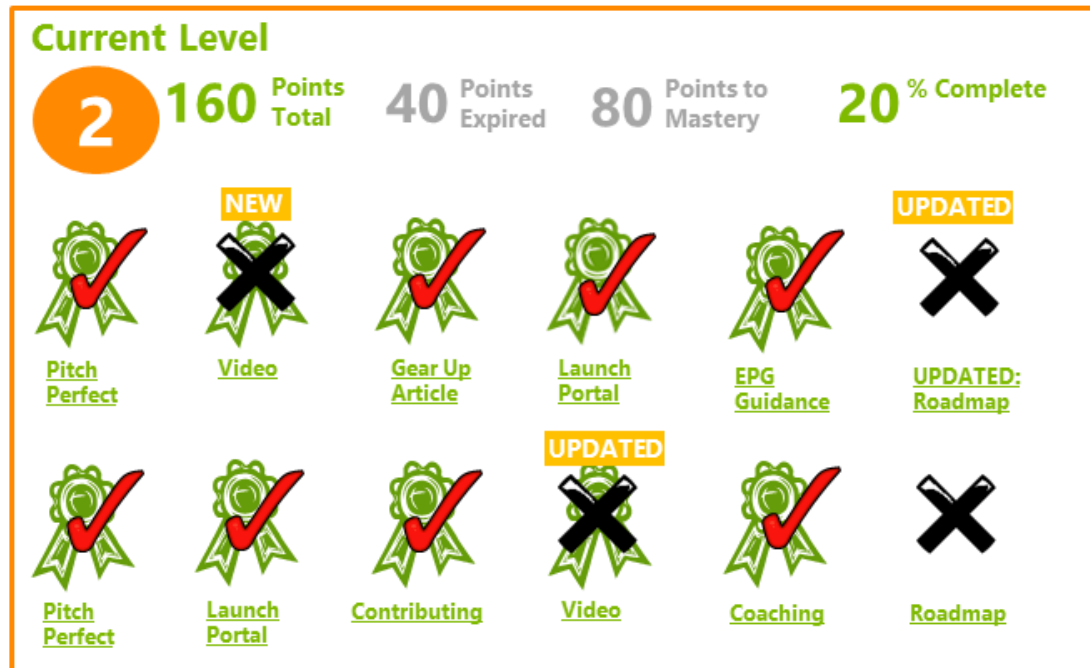 Current Level
2
160 Points Total
40 Points Expired
80 Points to Mastery
20 % Complete
NEW
UPDATED
Pitch Perfect
Video
Gear Up Article
Launch Portal
EPG Guidance
UPDATED: Roadmap
UPDATED
Pitch Perfect
Launch Portal
Contributing
Video
Coaching
Roadmap